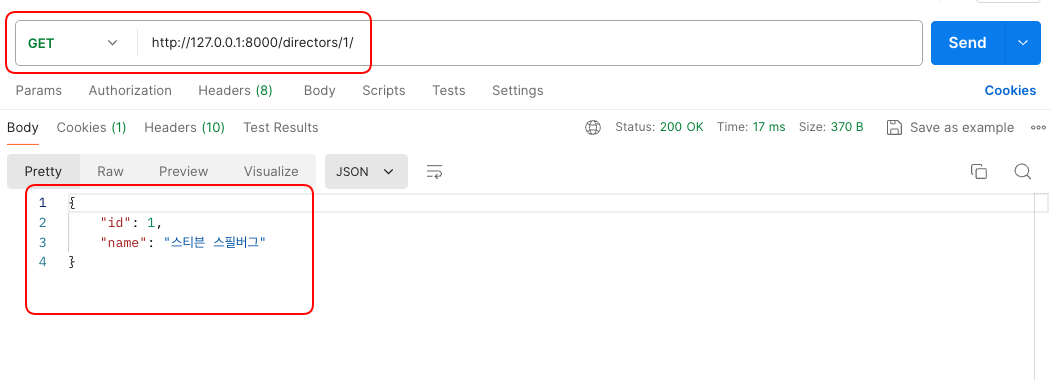 GET http://127.0.0.1:8000/directors/1/ Send
Params Authorization Headers (8) Body Scripts Tests Settings Cookies
Body Cookies (1) Headers (10) Test Results Status: 200 OK Time: 17 ms Size: 370 B Save as example
Pretty Raw Preview Visualize JSON
1 {
2 "id": 1,
3 "name": "스티븐 스필버그"
4 }